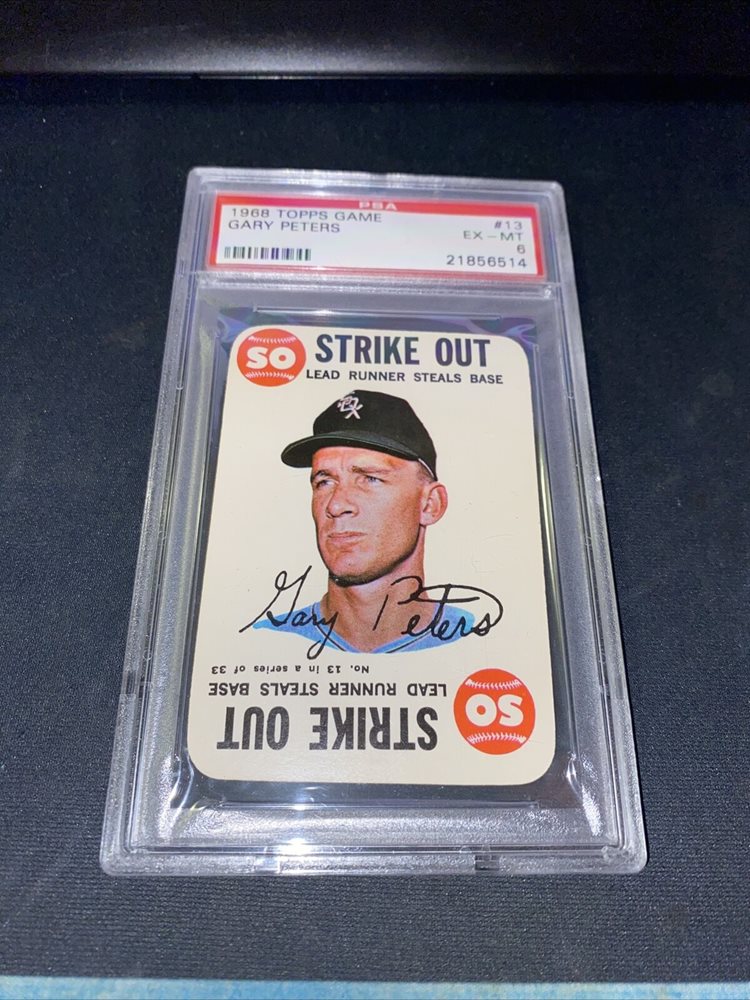 PSA
1968 TOPPS GAME #13
GARY PETERS EX-MT
6
21856514
SO STRIKE OUT
LEAD RUNNER STEALS BASE
SOX
Gary Peters
No. 13 in a series of 33
LEAD RUNNER STEALS BASE
STRIKE OUT SO